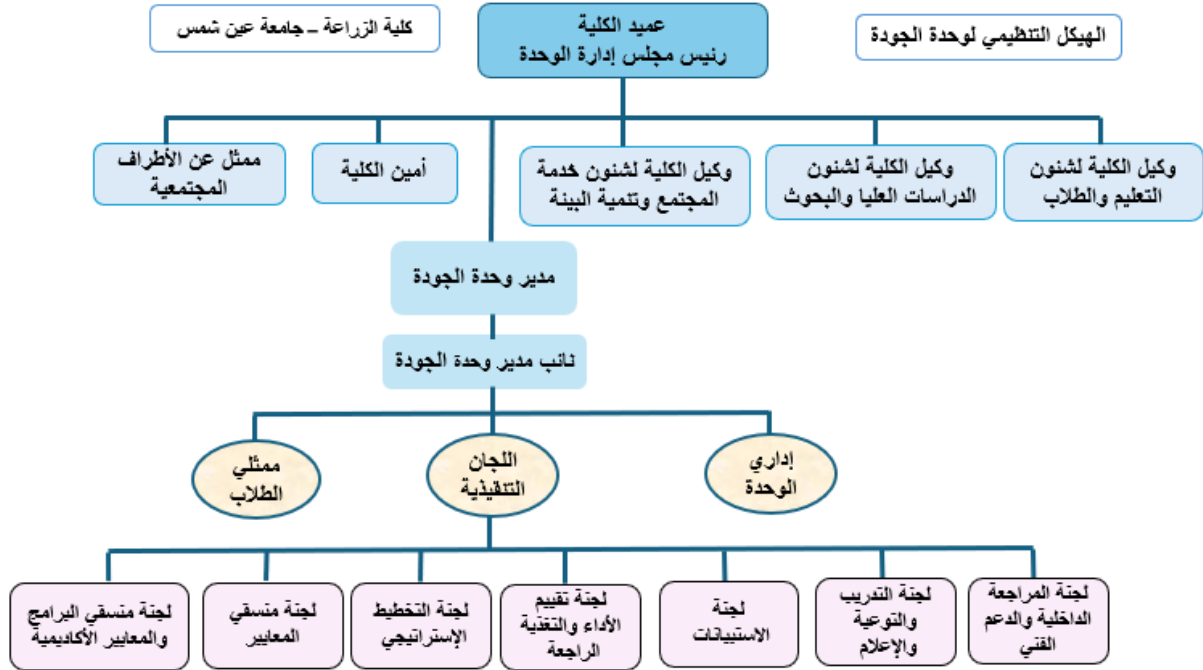 الهيكل التنظيمي لوحدة الجودة
عميد الكلية
رئيس مجلس إدارة الوحدة
كلية الزراعة – جامعة عين شمس
وكيل الكلية لشئون
التعليم والطلاب
وكيل الكلية لشئون
الدراسات العليا والبحوث
وكيل الكلية لشئون خدمة
المجتمع وتنمية البيئة
أمين الكلية
ممثل عن الأطراف
المجتمعية
مدير وحدة الجودة
نائب مدير وحدة الجودة
إداري
الوحدة
اللجان
التنفيذية
ممثلي
الطلاب
لجنة المراجعة
الداخلية والدعم
الفني
لجنة التدريب
والتوعية
والإعلام
لجنة
الاستبيانات
لجنة تقييم
الأداء والتغذية
الراجعة
لجنة التخطيط
الإستراتيجي
لجنة منسقي
المعايير
لجنة منسقي البرامج
والمعايير الأكاديمية